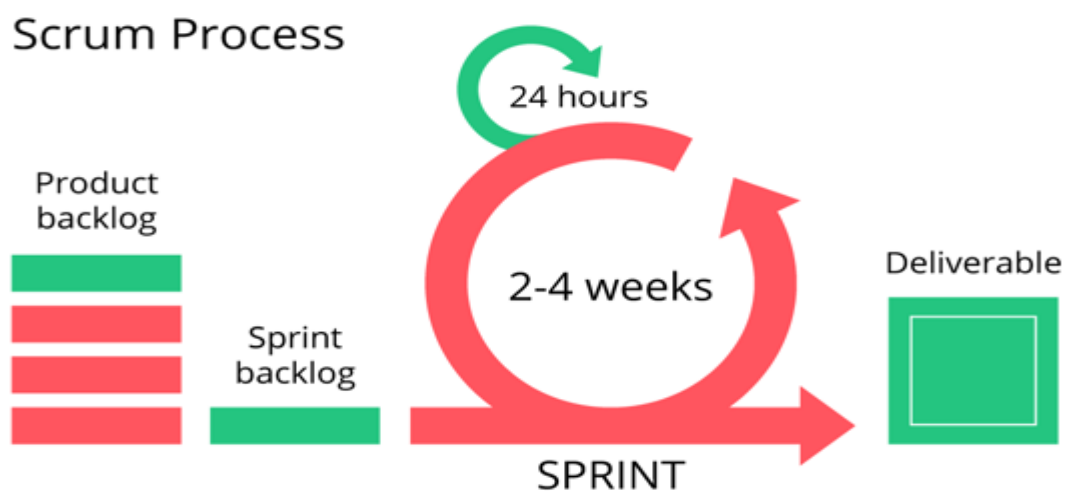 Scrum Process
24 hours
Product
backlog
2-4 weeks
Deliverable
Sprint
backlog
SPRINT